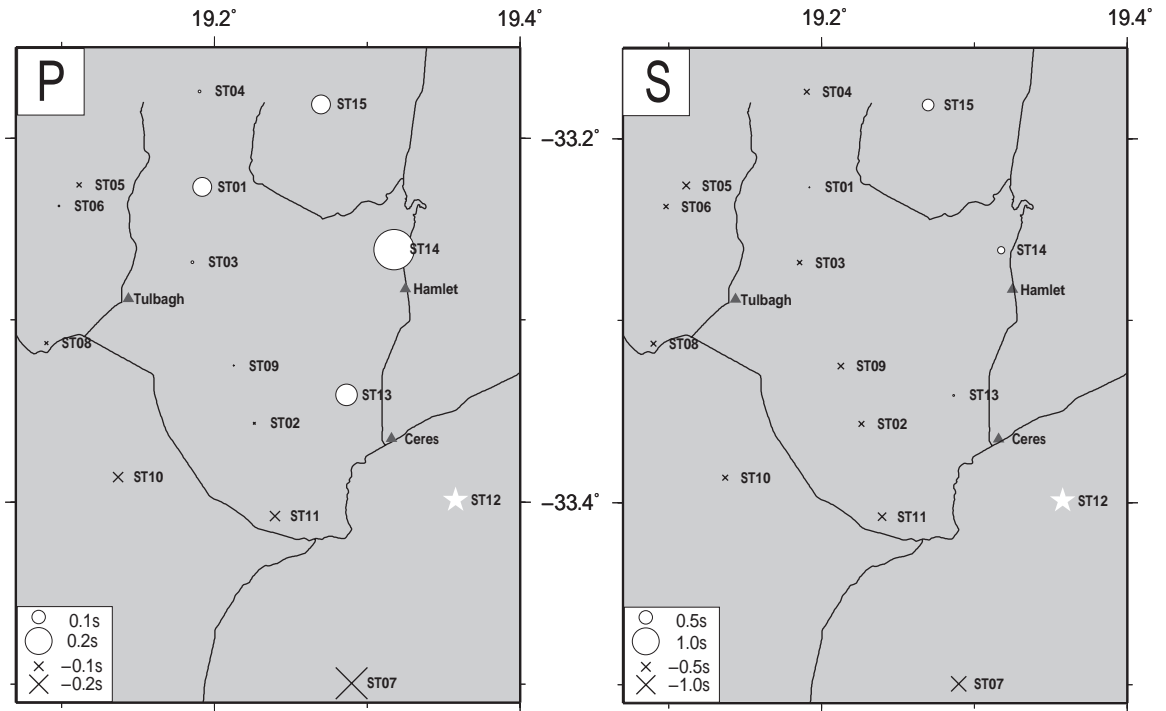 19.2° 19.4° 19.2° 19.4°
P
ST04
ST15
ST05
ST06
ST01
ST14
ST03
Hamlet
Tulbagh
ST08
ST09
ST13
ST02
Ceres
ST10
ST12
ST11
ST07
0.1s
0.2s
−0.1s
−0.2s
−33.2°
−33.4°
S
ST04
ST15
ST05
ST06
ST01
ST14
ST03
Hamlet
Tulbagh
ST08
ST09
ST13
ST02
Ceres
ST10
ST12
ST11
ST07
0.5s
1.0s
−0.5s
−1.0s